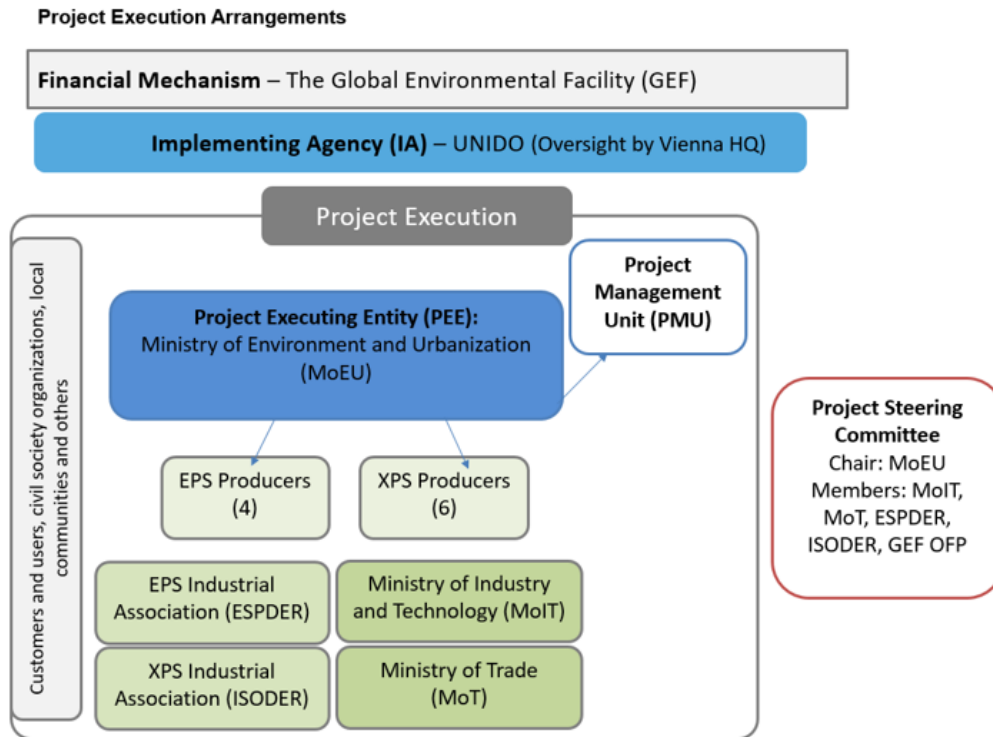 Project Execution Arrangements
Financial Mechanism – The Global Environmental Facility (GEF)
Implementing Agency (IA) – UNIDO (Oversight by Vienna HQ)
Project Execution
Customers and users, civil society organizations, local
communities and others
Project
Management
Unit (PMU)
Project Executing Entity (PEE):
Ministry of Environment and Urbanization
(MoEU)
EPS Producers
(4)
XPS Producers
(6)
EPS Industrial
Association (ESPDER)
Ministry of Industry
and Technology (MoIT)
XPS Industrial
Association (ISODER)
Ministry of Trade
(MoT)
Project Steering
Committee
Chair: MoEU
Members: MoIT,
MoT, ESPDER,
ISODER, GEF OFP